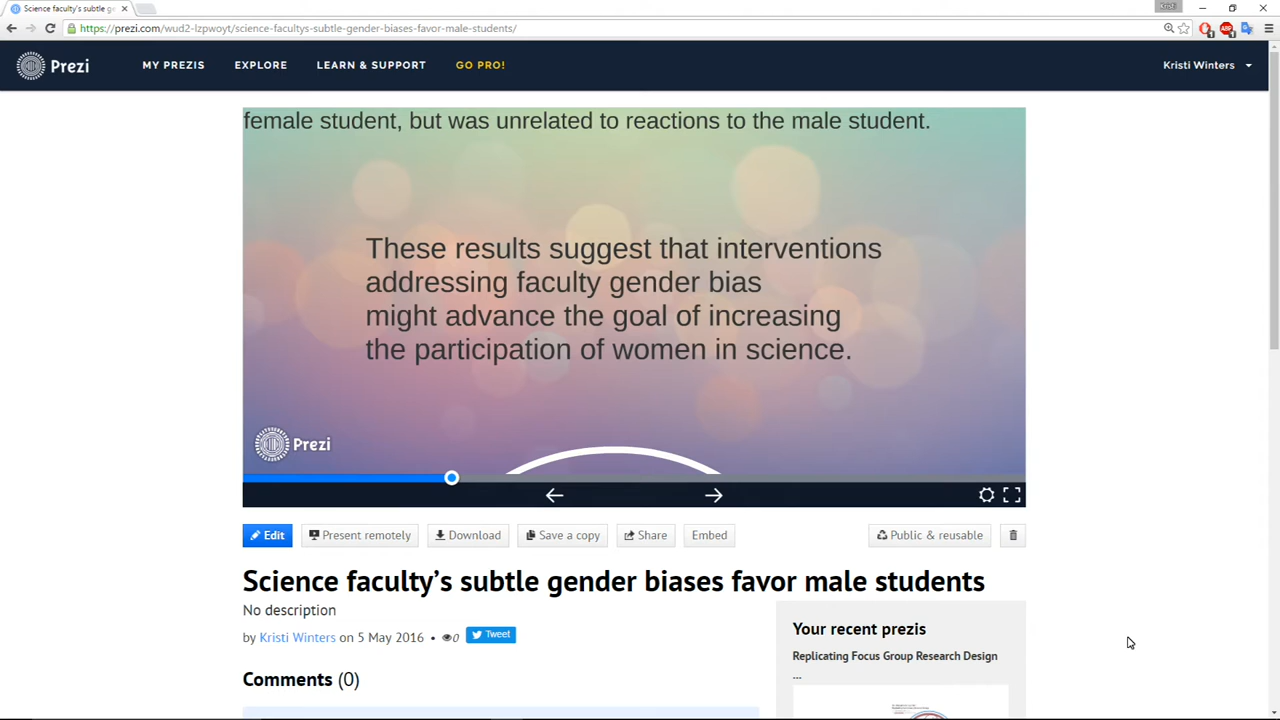 Science faculty's subtle ge
Kristi
https://prezi.com/wud2-lzpwoyt/science-facultys-subtle-gender-biases-favor-male-students/
Prezi
MY PREZIS
EXPLORE
LEARN & SUPPORT
GO PRO!
Kristi Winters
female student, but was unrelated to reactions to the male student.
These results suggest that interventions
addressing faculty gender bias
might advance the goal of increasing
the participation of women in science.
Prezi
Edit
Present remotely
Download
Save a copy
Share
Embed
Public & reusable
Science faculty's subtle gender biases favor male students
No description
by Kristi Winters on 5 May 2016 • 0
Tweet
Your recent prezis
Replicating Focus Group Research Design
...
Comments (0)